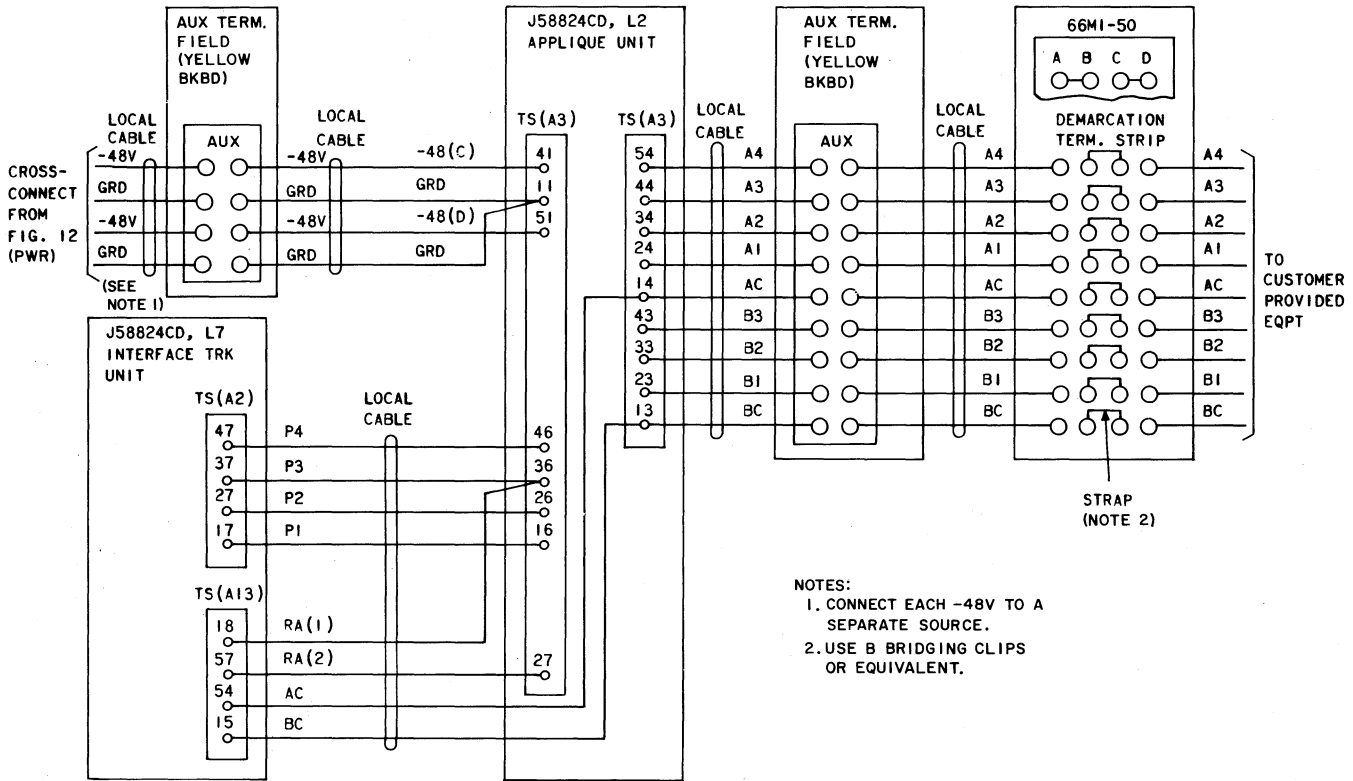 AUX TERM.
FIELD
(YELLOW
BKBD)
LOCAL
CABLE
AUX
LOCAL
CABLE
CROSS-
CONNECT
FROM
FIG. 12
(PWR)
-48V
GRD
-48V
GRD
(SEE
NOTE 1)
-48V
GRD
-48V
GRD
-48(C)
GRD
-48(D)
GRD
J58824CD, L2
APPLIQUE UNIT
TS(A3)
41
11
51
46
36
26
16
27
TS(A3)
54
44
34
24
14
43
33
23
13
J58824CD, L7
INTERFACE TRK
UNIT
TS(A2)
47 P4
37 P3
27 P2
17 P1
LOCAL
CABLE
TS(A13)
18 RA(1)
57 RA(2)
54 AC
15 BC
LOCAL
CABLE
A4
A3
A2
A1
AC
B3
B2
B1
BC
AUX TERM.
FIELD
(YELLOW
BKBD)
AUX
LOCAL
CABLE
A4
A3
A2
A1
AC
B3
B2
B1
BC
66M1-50
A B C D
DEMARCATION
TERM. STRIP
A4
A3
A2
A1
AC
B3
B2
B1
BC
TO
CUSTOMER
PROVIDED
EQPT
STRAP
(NOTE 2)
NOTES:
1. CONNECT EACH -48V TO A
SEPARATE SOURCE.
2. USE B BRIDGING CLIPS
OR EQUIVALENT.